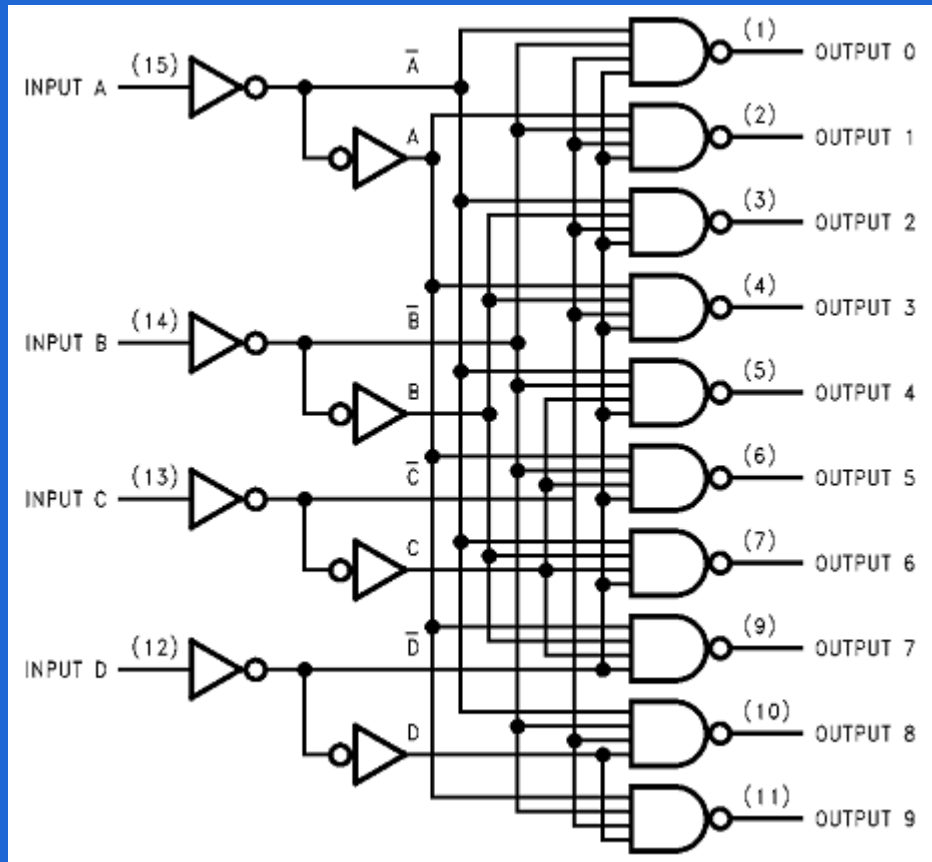 (1)
OUTPUT 0
A̅
(15)
INPUT A
(2)
A
OUTPUT 1
(3)
OUTPUT 2
(4)
OUTPUT 3
B̅
(14)
INPUT B
(5)
B
OUTPUT 4
(6)
C̅
(13)
OUTPUT 5
INPUT C
(7)
C
OUTPUT 6
(9)
D̅
(12)
OUTPUT 7
INPUT D
(10)
D
OUTPUT 8
(11)
OUTPUT 9